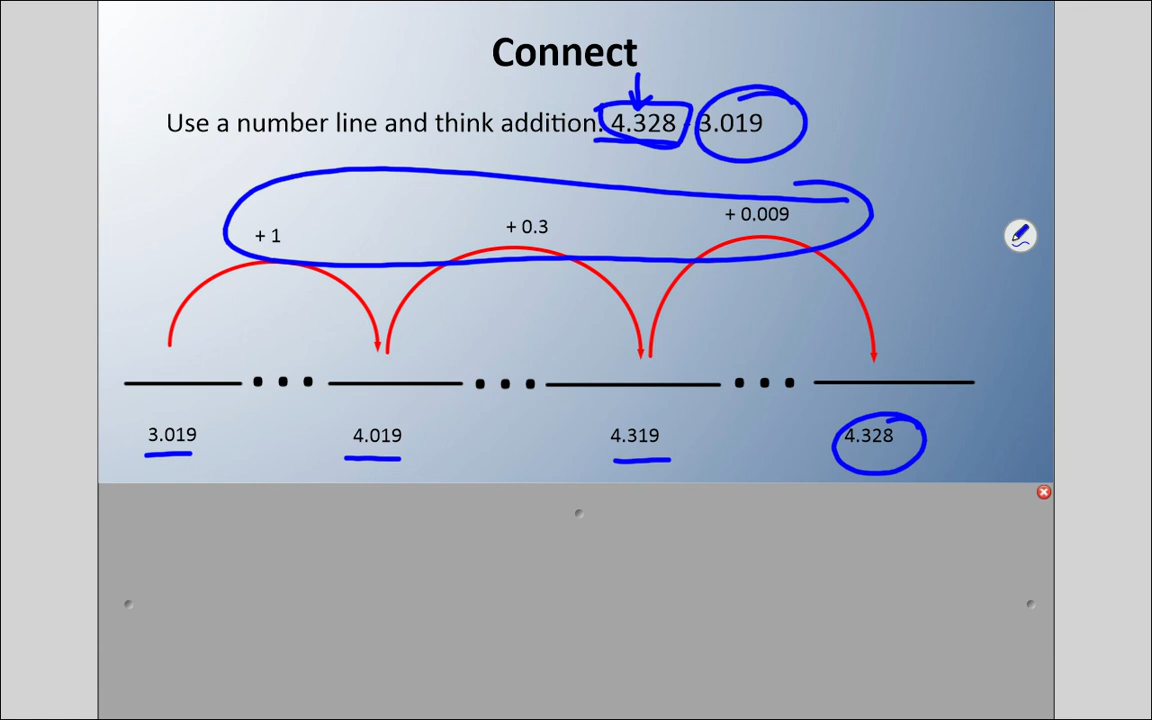 Connect
Use a number line and think addition: 4.328 - 3.019
+ 1 + 0.3 + 0.009
3.019 4.019 4.319 4.328